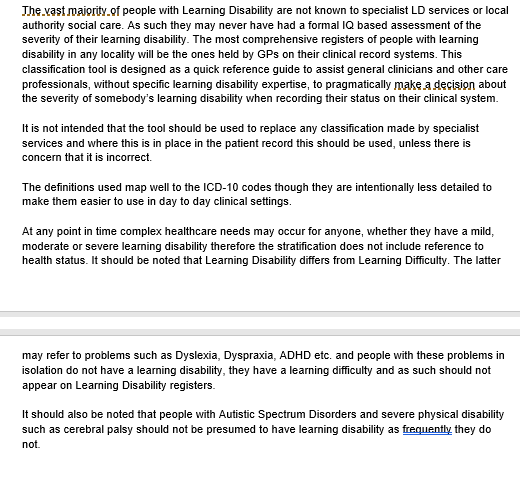 The vast majority of people with Learning Disability are not known to specialist LD services or local
authority social care. As such they may never have had a formal IQ based assessment of the
severity of their learning disability. The most comprehensive registers of people with learning
disability in any locality will be the ones held by GPs on their clinical record systems. This
classification tool is designed as a quick reference guide to assist general clinicians and other care
professionals, without specific learning disability expertise, to pragmatically make a decision about
the severity of somebody's learning disability when recording their status on their clinical system.
It is not intended that the tool should be used to replace any classification made by specialist
services and where this is in place in the patient record this should be used, unless there is
concern that it is incorrect.
The definitions used map well to the ICD-10 codes though they are intentionally less detailed to
make them easier to use in day to day clinical settings.
At any point in time complex healthcare needs may occur for anyone, whether they have a mild,
moderate or severe learning disability therefore the stratification does not include reference to
health status. It should be noted that Learning Disability differs from Learning Difficulty. The latter
may refer to problems such as Dyslexia, Dyspraxia, ADHD etc. and people with these problems in
isolation do not have a learning disability, they have a learning difficulty and as such should not
appear on Learning Disability registers.
It should also be noted that people with Autistic Spectrum Disorders and severe physical disability
such as cerebral palsy should not be presumed to have learning disability as frequently they do
not.